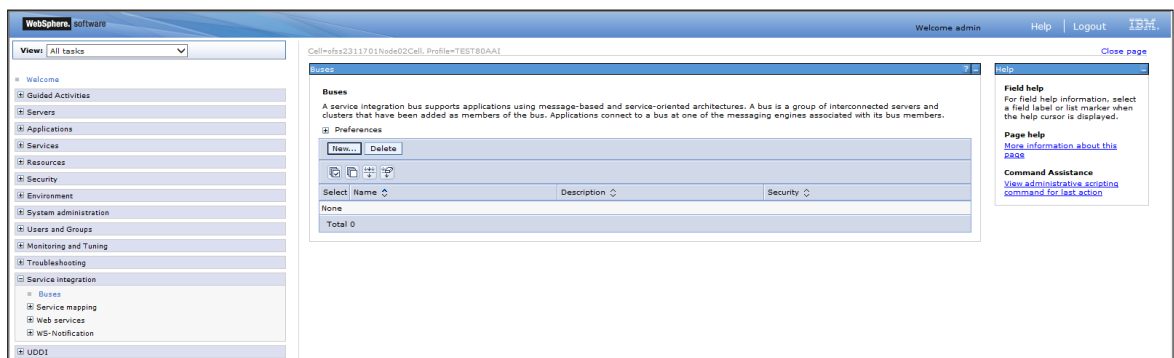 WebSphere. software
Welcome admin
Help | Logout
IBM.
View: All tasks
Cell=ofss2311701Node02Cell, Profile=TEST80AAI
Close page
Welcome
Guided Activities
Servers
Applications
Services
Resources
Security
Environment
System administration
Users and Groups
Monitoring and Tuning
Troubleshooting
Service integration
Buses
Service mapping
Web services
WS-Notification
UDDI
Buses
? -
Buses
A service integration bus supports applications using message-based and service-oriented architectures. A bus is a group of interconnected servers and
clusters that have been added as members of the bus. Applications connect to a bus at one of the messaging engines associated with its bus members.
Preferences
New... Delete
Select Name Description Security
None
Total 0
Help
Field help
For field help information, select
a field label or list marker when
the help cursor is displayed.
Page help
More information about this
page
Command Assistance
View administrative scripting
command for last action